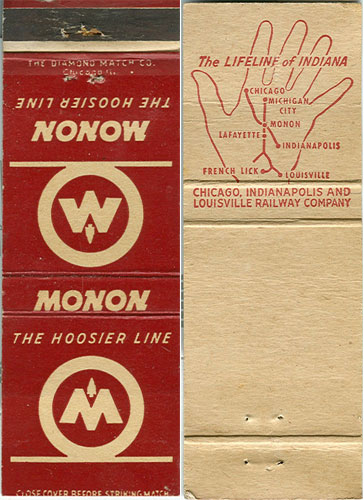 THE DIAMOND MATCH CO.
Chicago Ill.
THE HOOSIER LINE
MONON
M
MONON
THE HOOSIER LINE
M
CLOSE COVER BEFORE STRIKING MATCH
The LIFELINE of INDIANA
CHICAGO
MICHIGAN
CITY
MONON
LAFAYETTE
INDIANAPOLIS
FRENCH LICK
LOUISVILLE
CHICAGO, INDIANAPOLIS AND
LOUISVILLE RAILWAY COMPANY